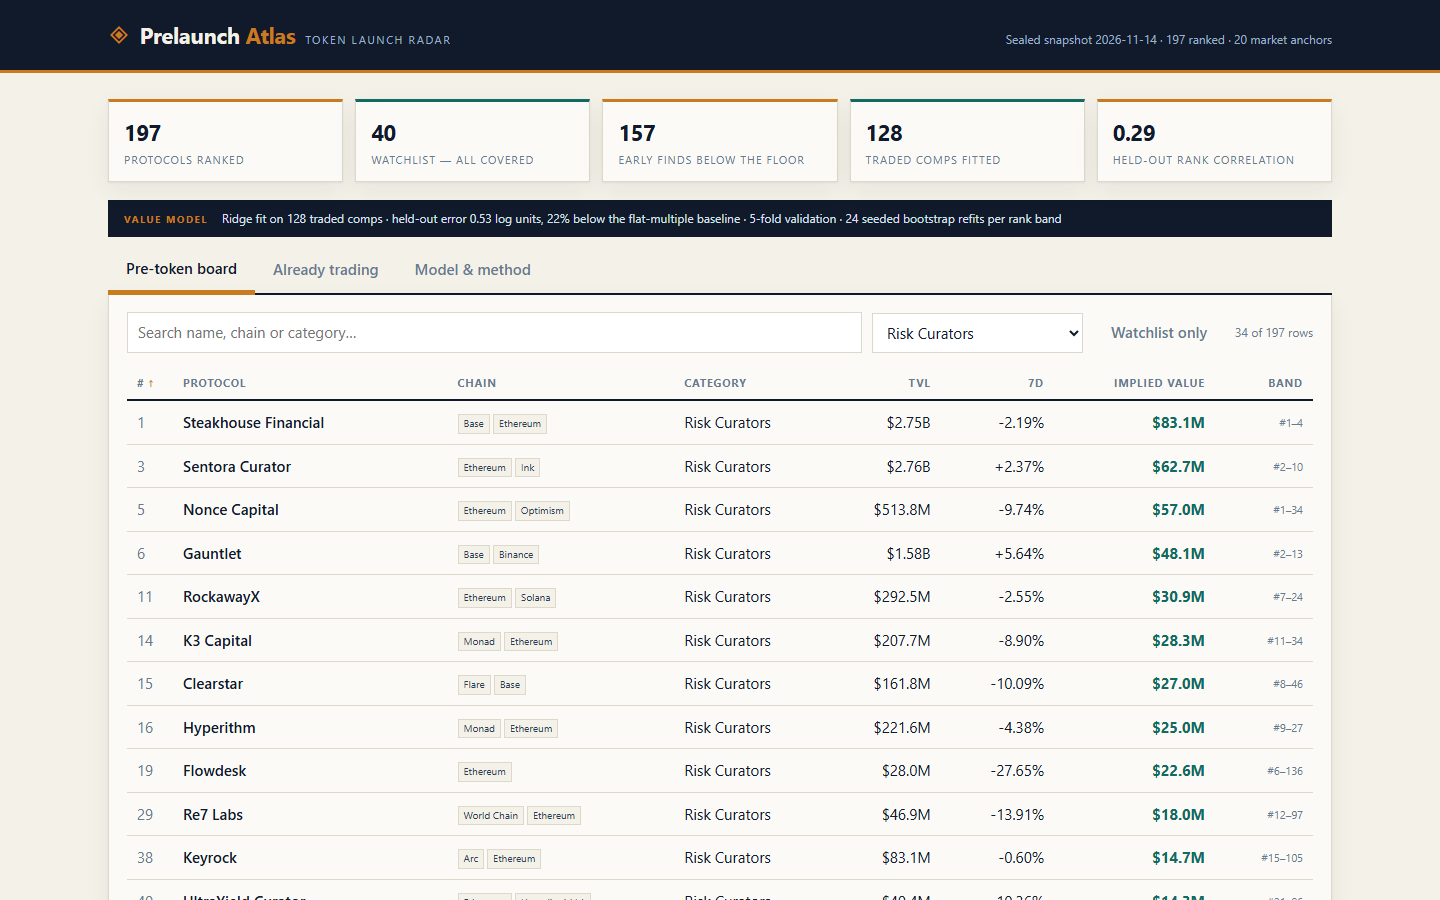 Prelaunch Atlas TOKEN LAUNCH RADAR
Sealed snapshot 2026-11-14 · 197 ranked · 20 market anchors
197
PROTOCOLS RANKED
40
WATCHLIST — ALL COVERED
157
EARLY FINDS BELOW THE FLOOR
128
TRADED COMPS FITTED
0.29
HELD-OUT RANK CORRELATION
VALUE MODEL Ridge fit on 128 traded comps · held-out error 0.53 log units, 22% below the flat-multiple baseline · 5-fold validation · 24 seeded bootstrap refits per rank band
Pre-token board Already trading Model & method
Search name, chain or category... Risk Curators Watchlist only 34 of 197 rows
# ↑ PROTOCOL CHAIN CATEGORY TVL 7D IMPLIED VALUE BAND
1 Steakhouse Financial Base Ethereum Risk Curators $2.75B -2.19% $83.1M #1–4
3 Sentora Curator Ethereum Ink Risk Curators $2.76B +2.37% $62.7M #2–10
5 Nonce Capital Ethereum Optimism Risk Curators $513.8M -9.74% $57.0M #1–34
6 Gauntlet Base Binance Risk Curators $1.58B +5.64% $48.1M #2–13
11 RockawayX Ethereum Solana Risk Curators $292.5M -2.55% $30.9M #7–24
14 K3 Capital Monad Ethereum Risk Curators $207.7M -8.90% $28.3M #11–34
15 Clearstar Flare Base Risk Curators $161.8M -10.09% $27.0M #8–46
16 Hyperithm Monad Ethereum Risk Curators $221.6M -4.38% $25.0M #9–27
19 Flowdesk Ethereum Risk Curators $28.0M -27.65% $22.6M #6–136
29 Re7 Labs World Chain Ethereum Risk Curators $46.9M -13.91% $18.0M #12–97
38 Keyrock Arc Ethereum Risk Curators $83.1M -0.60% $14.7M #15–105